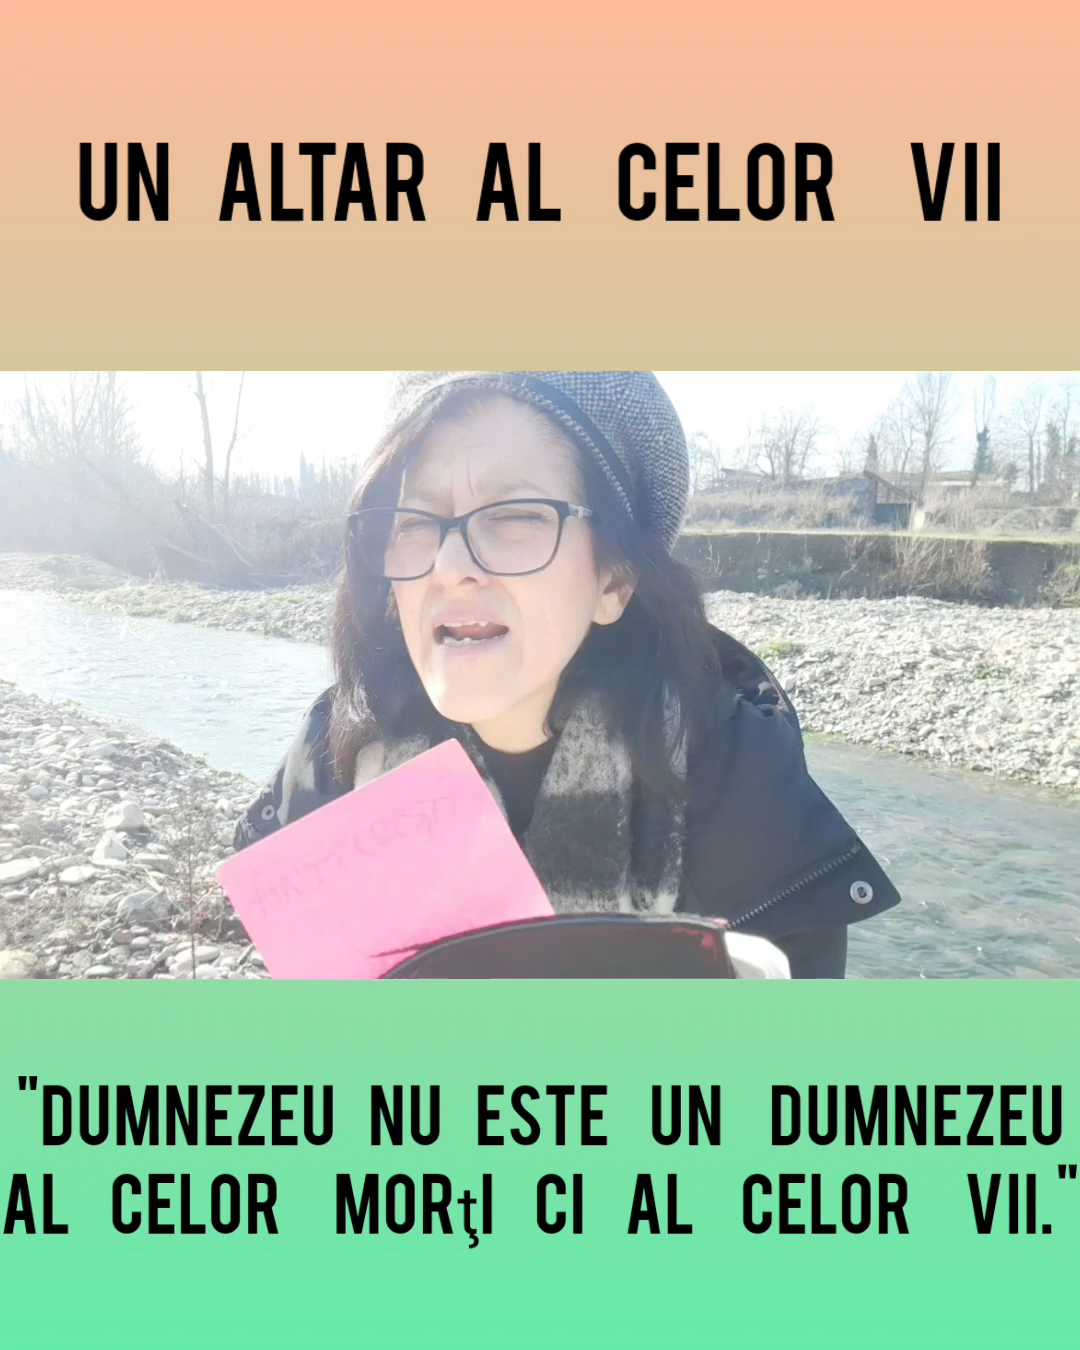 UN ALTAR AL CELOR VII
"DUMNEZEU NU ESTE UN DUMNEZEU
AL CELOR MORţI CI AL CELOR VII."